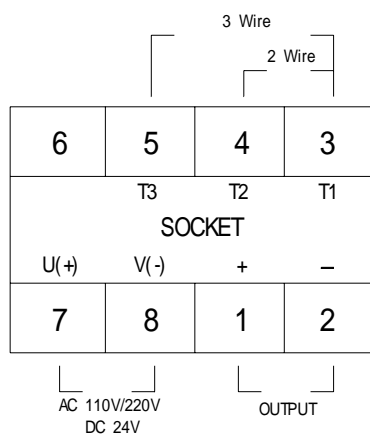 3 Wire
2 Wire
6 5 4 3
T3 T2 T1
SOCKET
U(+) V(-) + –
7 8 1 2
AC 110V/220V
DC 24V
OUTPUT